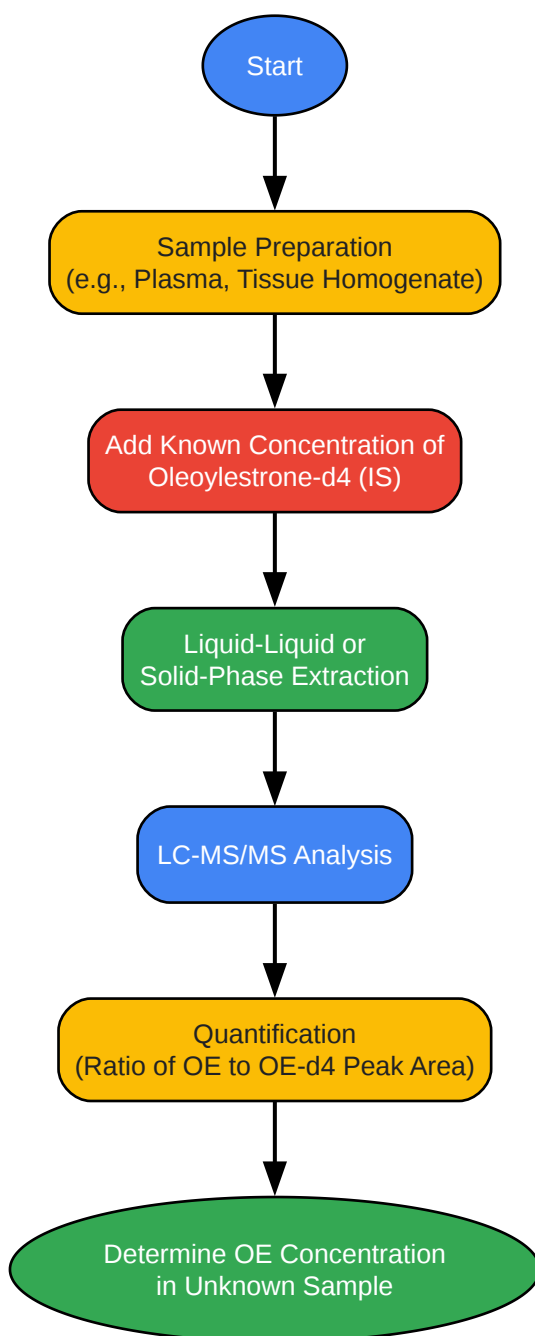 Start
Sample Preparation
(e.g., Plasma, Tissue Homogenate)
Add Known Concentration of
Oleoylestrone-d4 (IS)
Liquid-Liquid or
Solid-Phase Extraction
LC-MS/MS Analysis
Quantification
(Ratio of OE to OE-d4 Peak Area)
Determine OE Concentration
in Unknown Sample